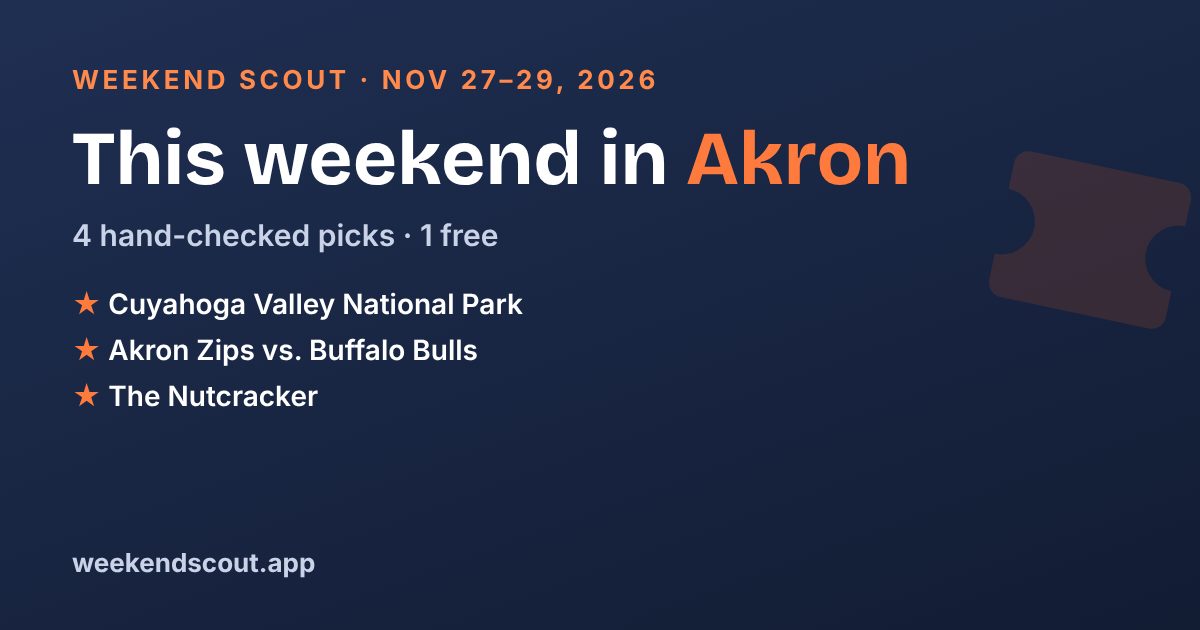 WEEKEND SCOUT · NOV 27–29, 2026
This weekend in Akron
4 hand-checked picks · 1 free
★ Cuyahoga Valley National Park
★ Akron Zips vs. Buffalo Bulls
★ The Nutcracker
weekendscout.app